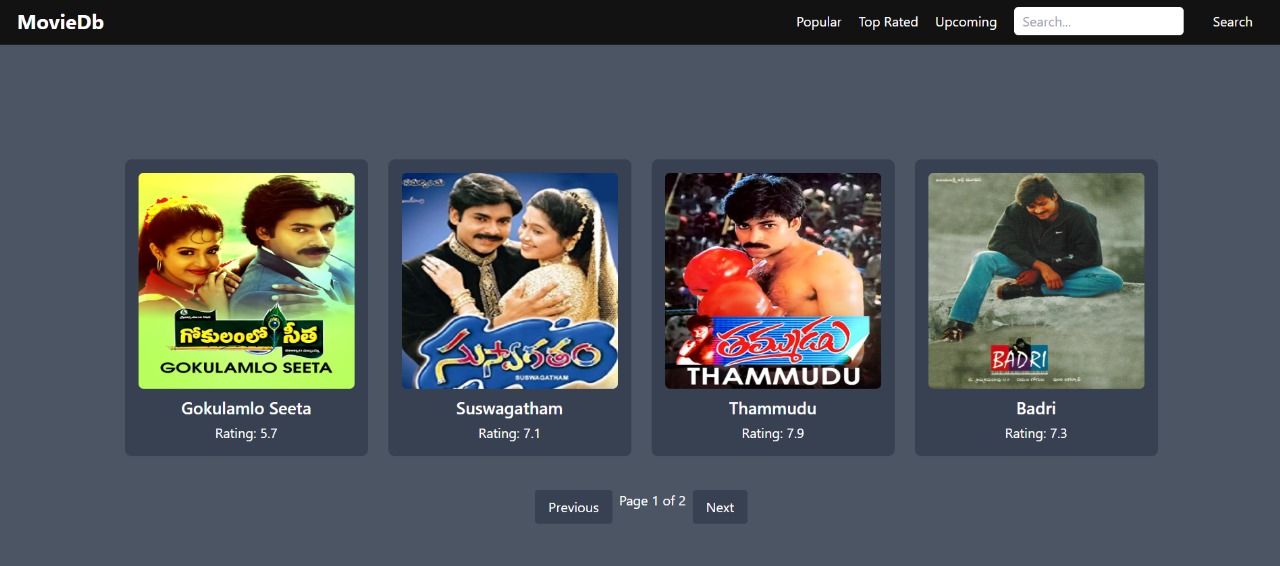 MovieDb
Popular Top Rated Upcoming Search... Search
గోకులంలో సీత
GOKULAMLO SEETA
సుస్వాగతం
SUSWAGATHAM
తమ్ముడు
THAMMUDU
BADRI
Gokulamlo Seeta
Rating: 5.7
Suswagatham
Rating: 7.1
Thammudu
Rating: 7.9
Badri
Rating: 7.3
Previous Page 1 of 2 Next